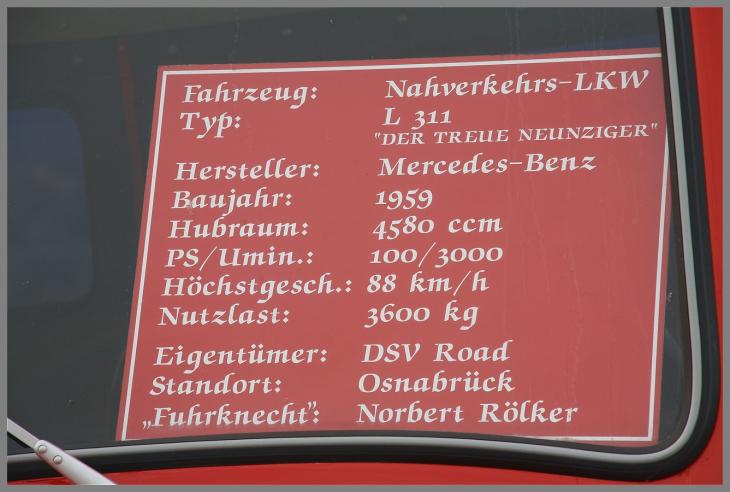 Fahrzeug: Nahverkehrs-LKW
Typ: L 311
"DER TREUE NEUNZIGER"
Hersteller: Mercedes-Benz
Baujahr: 1959
Hubraum: 4580 ccm
PS/Umin.: 100/3000
Höchstgesch.: 88 km/h
Nutzlast: 3600 kg
Eigentümer: DSV Road
Standort: Osnabrück
„Fuhrknecht”: Norbert Rölker